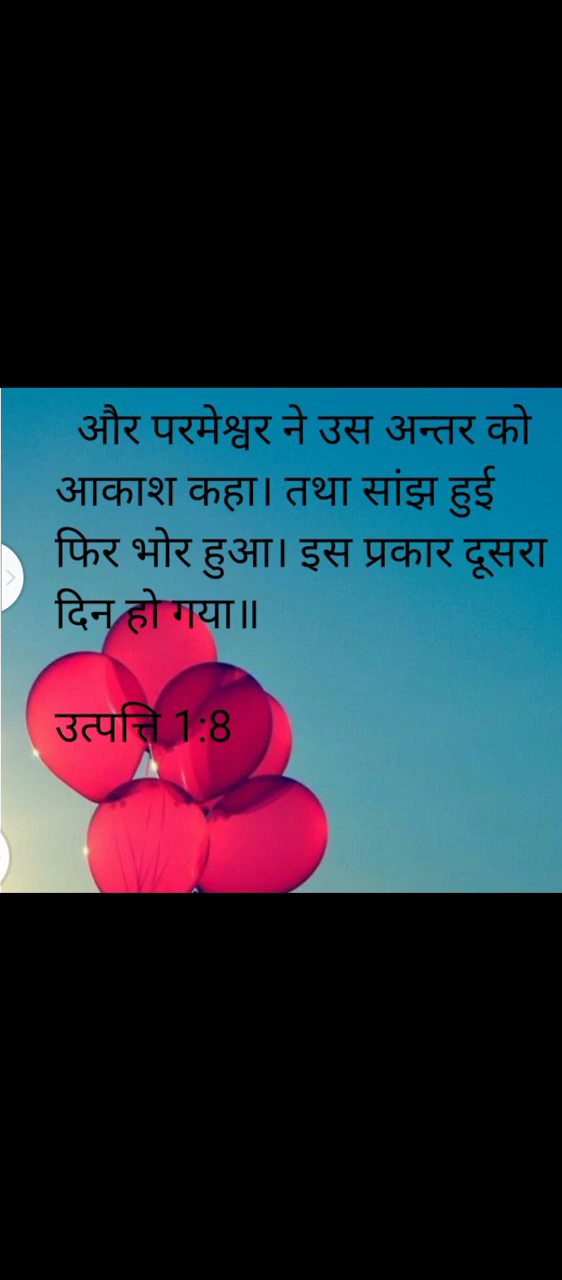 और परमेश्वर ने उस अन्तर को
आकाश कहा। तथा सांझ हुई
फिर भोर हुआ। इस प्रकार दूसरा
दिन हो गया॥
उत्पत्ति 1:8